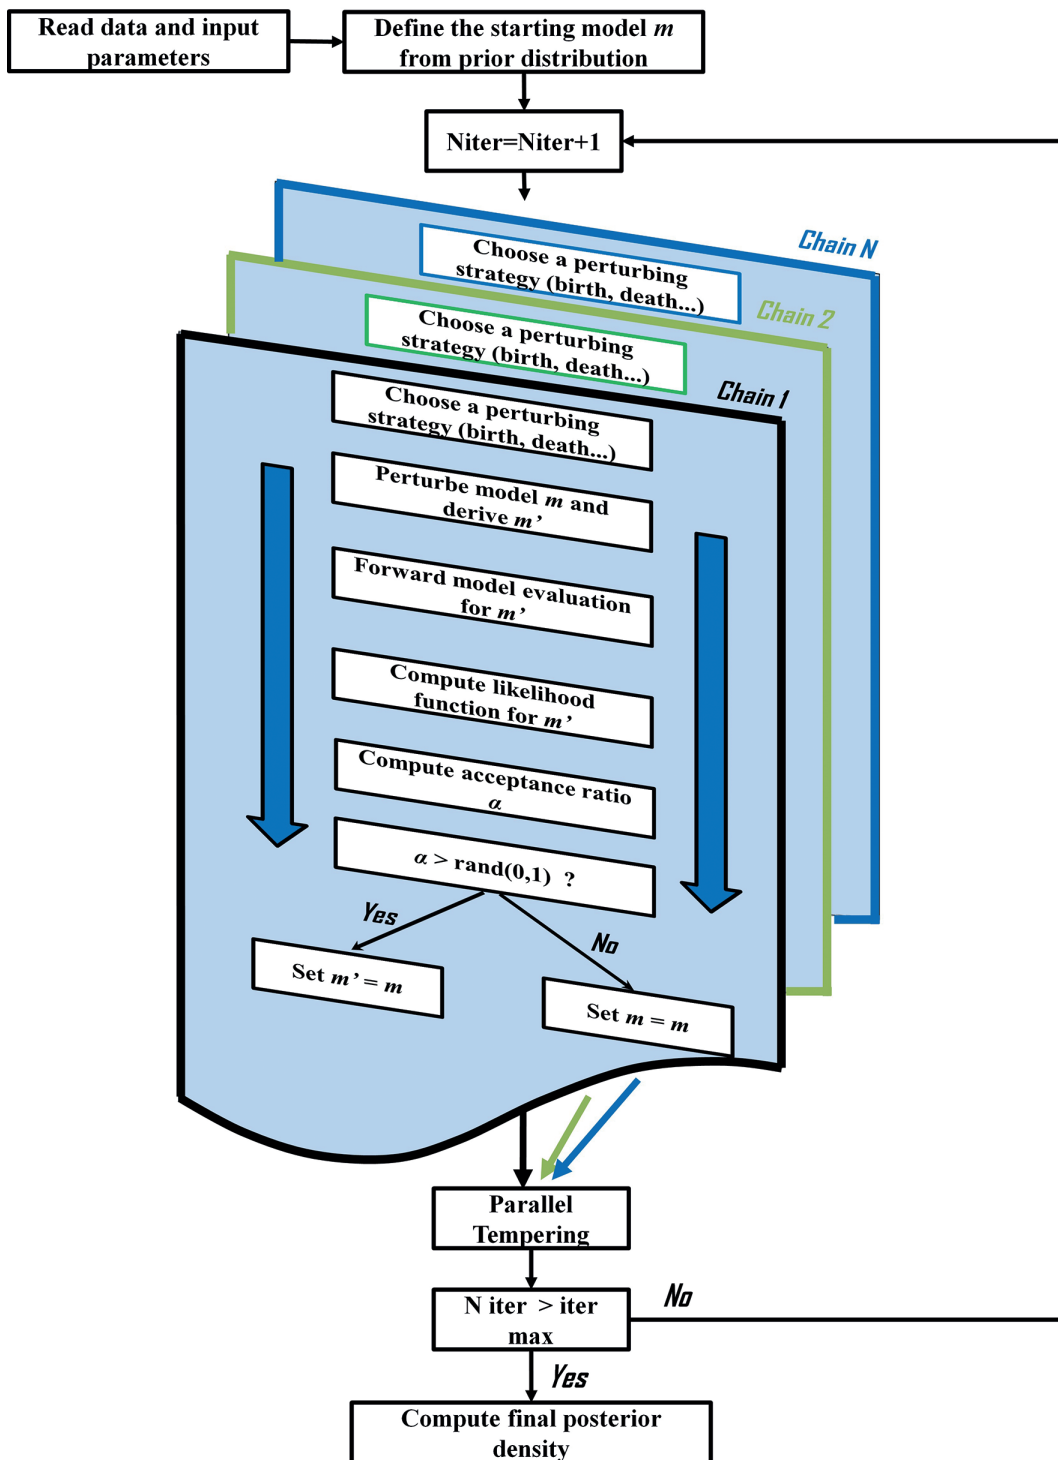 Read data and input
parameters
Define the starting model m
from prior distribution
Niter=Niter+1
Chain N
Choose a perturbing
strategy (birth, death...)
Chain 2
Choose a perturbing
strategy (birth, death...)
Chain 1
Choose a perturbing
strategy (birth, death...)
Perturbe model m and
derive m’
Forward model evaluation
for m’
Compute likelihood
function for m’
Compute acceptance ratio
α
α > rand(0,1) ?
Yes
No
Set m’ = m
Set m = m
Parallel
Tempering
N iter > iter
max
No
Yes
Compute final posterior
density